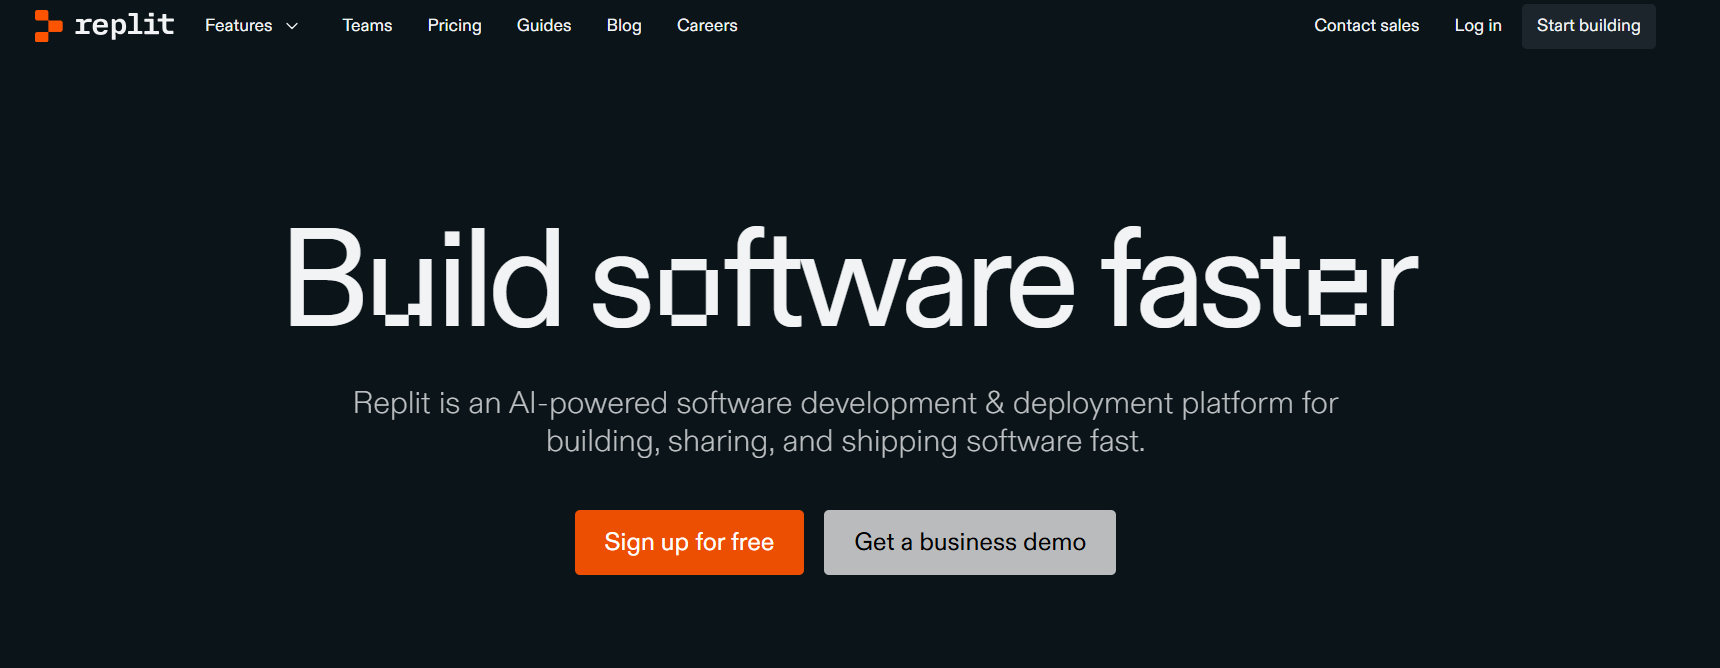 replit Features Teams Pricing Guides Blog Careers Contact sales Log in Start building
Build software faster
Replit is an AI-powered software development & deployment platform for
building, sharing, and shipping software fast.
Sign up for free Get a business demo